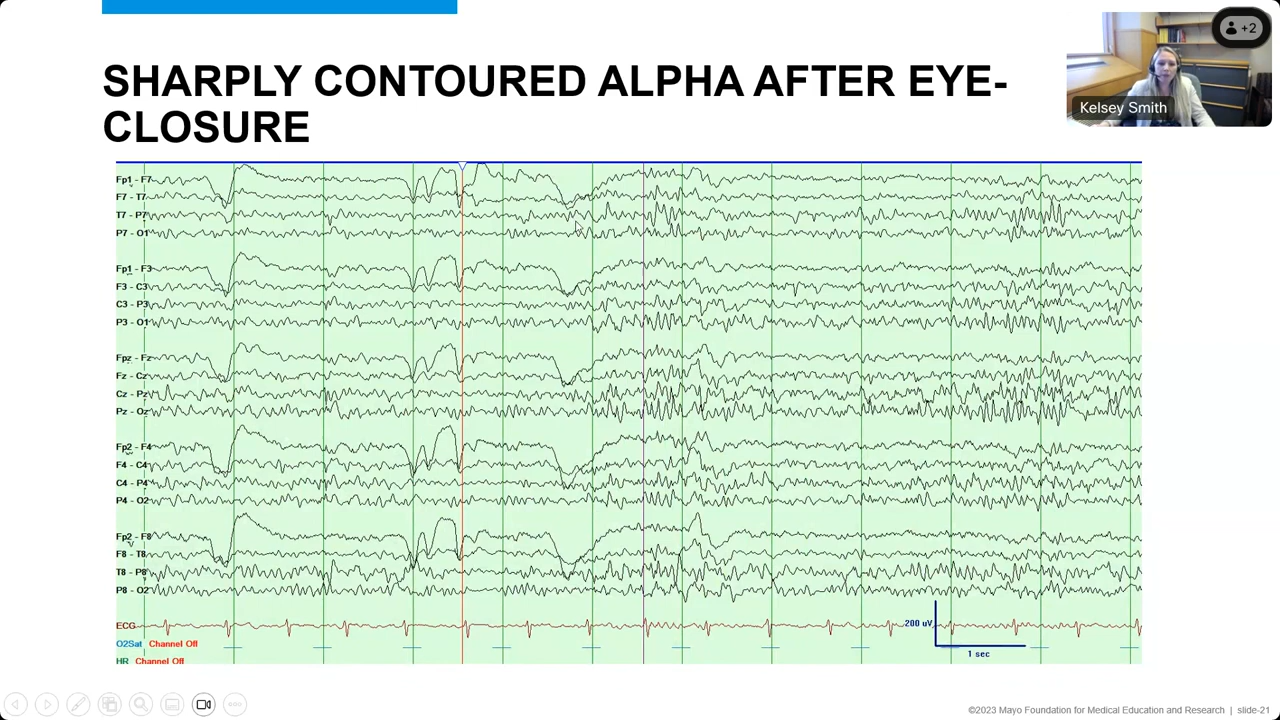 +2
Kelsey Smith
SHARPLY CONTOURED ALPHA AFTER EYE-
CLOSURE
Fp1 - F7
F7 - T7
T7 - P7
P7 - O1
Fp1 - F3
F3 - C3
C3 - P3
P3 - O1
Fpz - Fz
Fz - Cz
Cz - Pz
Pz - Oz
Fp2 - F4
F4 - C4
C4 - P4
P4 - O2
Fp2 - F8
F8 - T8
T8 - P8
P8 - O2
ECG
200 uV
O2Sat Channel Off
1 sec
HR Channel Off
©2023 Mayo Foundation for Medical Education and Research | slide-21